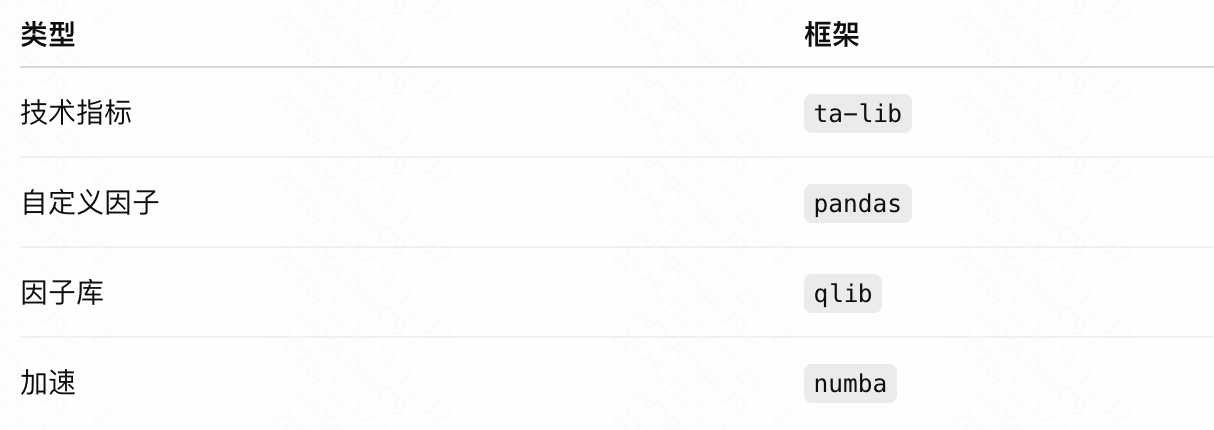 类型 框架
技术指标 ta-lib
自定义因子 pandas
因子库 qlib
加速 numba